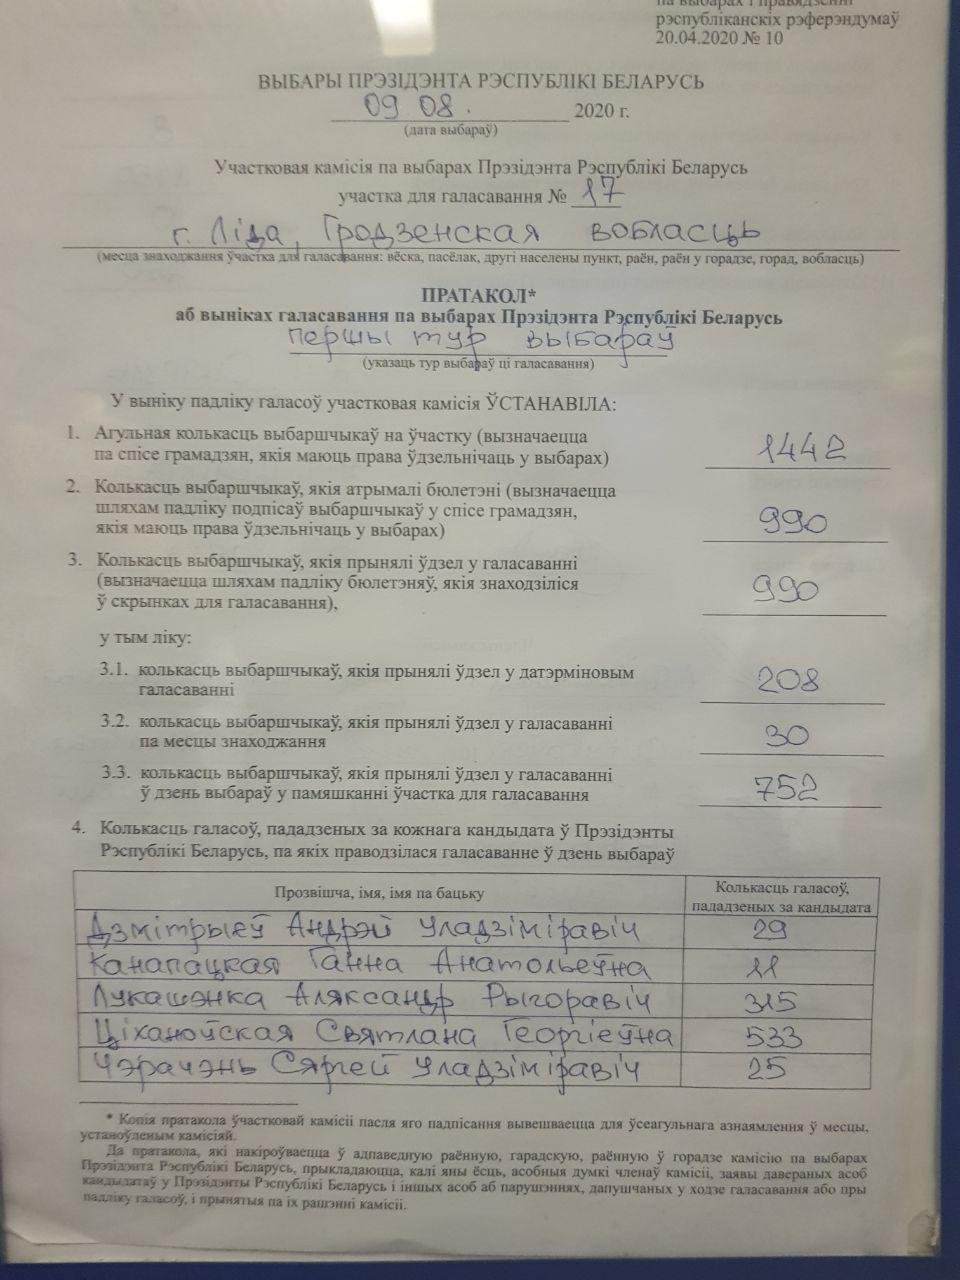 па выбарах і правядзенні
рэспубліканскіх рэферэндумаў
20.04.2020 № 10
ВЫБАРЫ ПРЭЗІДЭНТА РЭСПУБЛІКІ БЕЛАРУСЬ
09 08. 2020 г.
(дата выбараў)
Участковая камісія па выбарах Прэзідэнта Рэспублікі Беларусь
участка для галасавання № 17
г. Ліда, Гродзенская вобласць
(месца знаходжання ўчастка для галасавання: вёска, пасёлак, другі населены пункт, раён, раён у горадзе, горад, вобласць)
ПРАТАКОЛ*
аб выніках галасавання па выбарах Прэзідэнта Рэспублікі Беларусь
першы тур выбараў
(указаць тур выбараў ці галасавання)
У выніку падліку галасоў участковая камісія ЎСТАНАВІЛА:
1. Агульная колькасць выбаршчыкаў на ўчастку (вызначаецца
па спісе грамадзян, якія маюць права ўдзельнічаць у выбарах) 1442
2. Колькасць выбаршчыкаў, якія атрымалі бюлетэні (вызначаецца
шляхам падліку подпісаў выбаршчыкаў у спісе грамадзян,
якія маюць права ўдзельнічаць у выбарах) 990
3. Колькасць выбаршчыкаў, якія прынялі ўдзел у галасаванні
(вызначаецца шляхам падліку бюлетэняў, якія знаходзіліся
ў скрынках для галасавання), 990
у тым ліку:
3.1. колькасць выбаршчыкаў, якія прынялі ўдзел у датэрміновым
галасаванні 208
3.2. колькасць выбаршчыкаў, якія прынялі ўдзел у галасаванні
па месцы знаходжання 30
3.3. колькасць выбаршчыкаў, якія прынялі ўдзел у галасаванні
ў дзень выбараў у памяшканні ўчастка для галасавання 752
4. Колькасць галасоў, пададзеных за кожнага кандыдата ў Прэзідэнты
Рэспублікі Беларусь, па якіх праводзілася галасаванне ў дзень выбараў
Прозвішча, імя, імя па бацьку Колькасць галасоў,
пададзеных за кандыдата
Дзмітрыеў Андрэй Уладзіміравіч 29
Канапацкая Ганна Анатольеўна 11
Лукашэнка Аляксандр Рыгоравіч 315
Ціханоўская Святлана Георгіеўна 533
Чэрачэнь Сяргей Уладзіміравіч 25
* Копія пратакола ўчастковай камісіі пасля яго падпісання вывешваецца для ўсеагульнага азнаямлення ў месцы,
устаноўленым камісіяй.
Да пратакола, які накіроўваецца ў адпаведную раённую, гарадскую, раённую ў горадзе камісію па выбарах
Прэзідэнта Рэспублікі Беларусь, прыкладаюцца, калі яны ёсць, асобныя думкі членаў камісіі, заявы давераных асоб
кандыдатаў у Прэзідэнты Рэспублікі Беларусь і іншых асоб аб парушэннях, дапушчаных у ходзе галасавання або пры
падліку галасоў, і прынятыя па іх рашэнні камісіі.